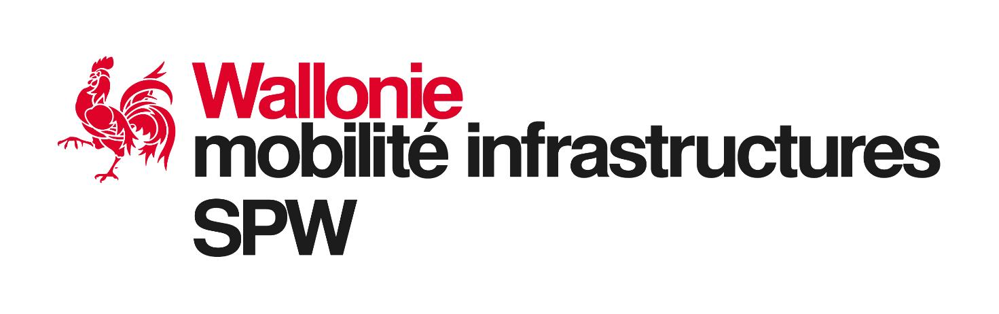 Wallonie
mobilité infrastructures
SPW